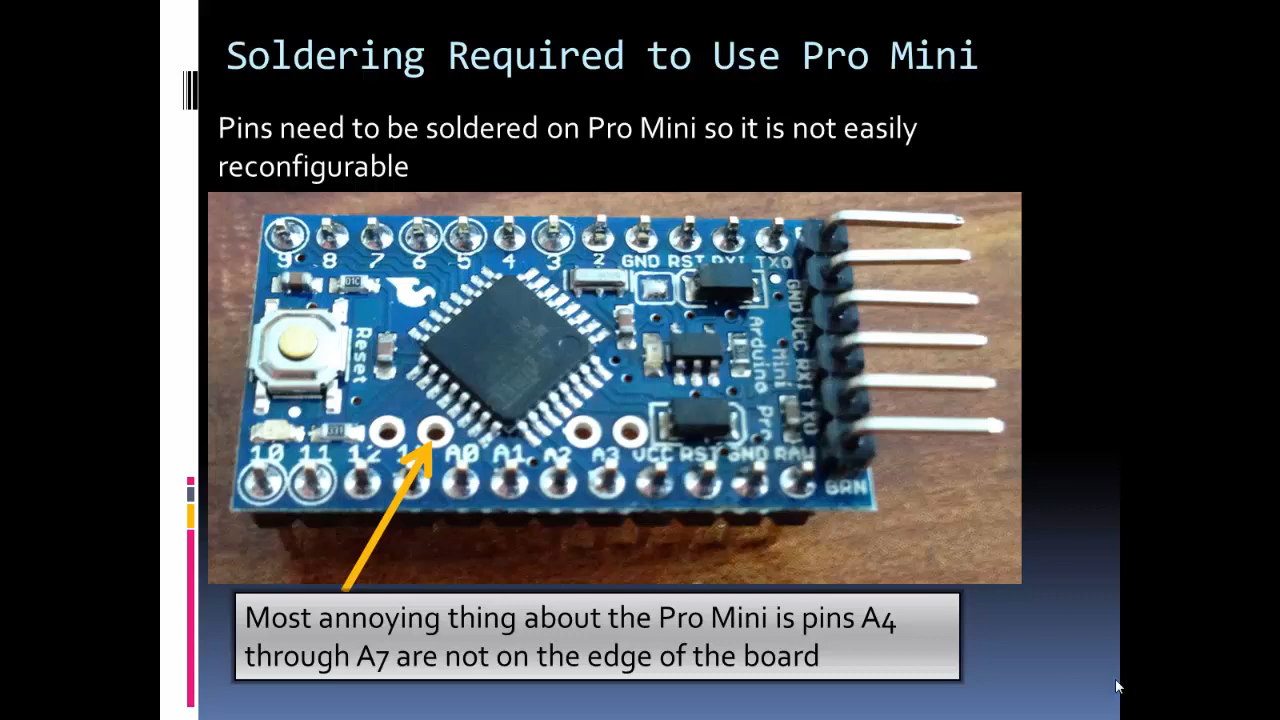 Soldering Required to Use Pro Mini
Pins need to be soldered on Pro Mini so it is not easily
reconfigurable
9 8 7 6 5 4 3 2 GND RST RXI TXO
Reset
Arduino
Mini
Pro
GND VCC RXI TXO
10 11 12 A0 A1 A2 A3 VCC RST GND RAW
GRN
Most annoying thing about the Pro Mini is pins A4
through A7 are not on the edge of the board